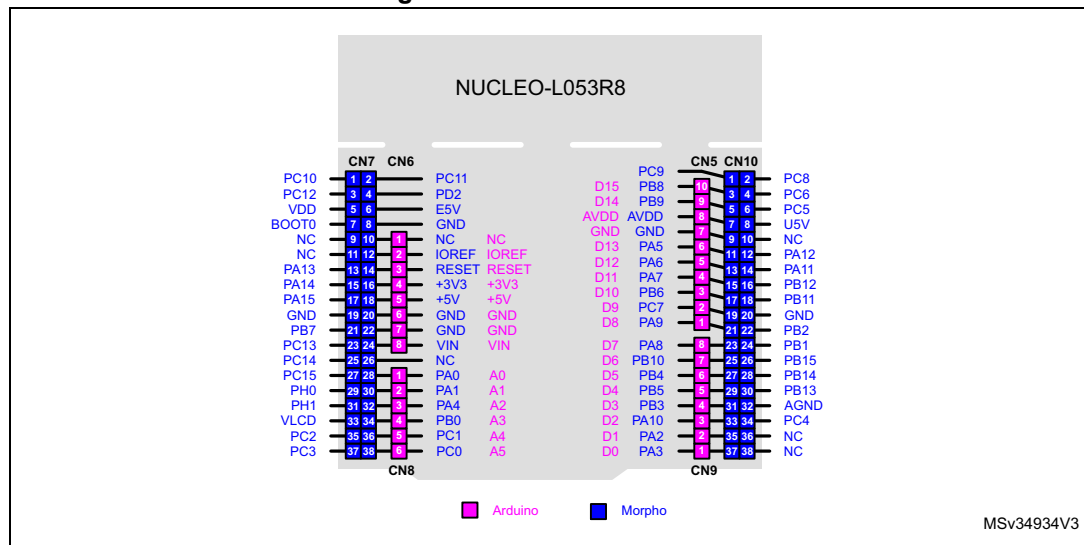 NUCLEO-L053R8
CN7 CN6 CN5 CN10
PC9
PC10 1 2 PC11 D15 PB8 10 1 2 PC8
PC12 3 4 PD2 D14 PB9 9 3 4 PC6
VDD 5 6 E5V AVDD AVDD 8 5 6 PC5
BOOT0 7 8 GND GND GND 7 7 8 U5V
NC 9 10 1 NC NC D13 PA5 6 9 10 NC
NC 11 12 2 IOREF IOREF D12 PA6 5 11 12 PA12
PA13 13 14 3 RESET RESET D11 PA7 4 13 14 PA11
PA14 15 16 4 +3V3 +3V3 D10 PB6 3 15 16 PB12
PA15 17 18 5 +5V +5V D9 PC7 2 17 18 PB11
GND 19 20 6 GND GND D8 PA9 1 19 20 GND
PB7 21 22 7 GND GND 21 22 PB2
PC13 23 24 8 VIN VIN D7 PA8 8 23 24 PB1
PC14 25 26 NC D6 PB10 7 25 26 PB15
PC15 27 28 1 PA0 A0 D5 PB4 6 27 28 PB14
PH0 29 30 2 PA1 A1 D4 PB5 5 29 30 PB13
PH1 31 32 3 PA4 A2 D3 PB3 4 31 32 AGND
VLCD 33 34 4 PB0 A3 D2 PA10 3 33 34 PC4
PC2 35 36 5 PC1 A4 D1 PA2 2 35 36 NC
PC3 37 38 6 PC0 A5 D0 PA3 1 37 38 NC
CN8 CN9
Arduino Morpho
MSv34934V3